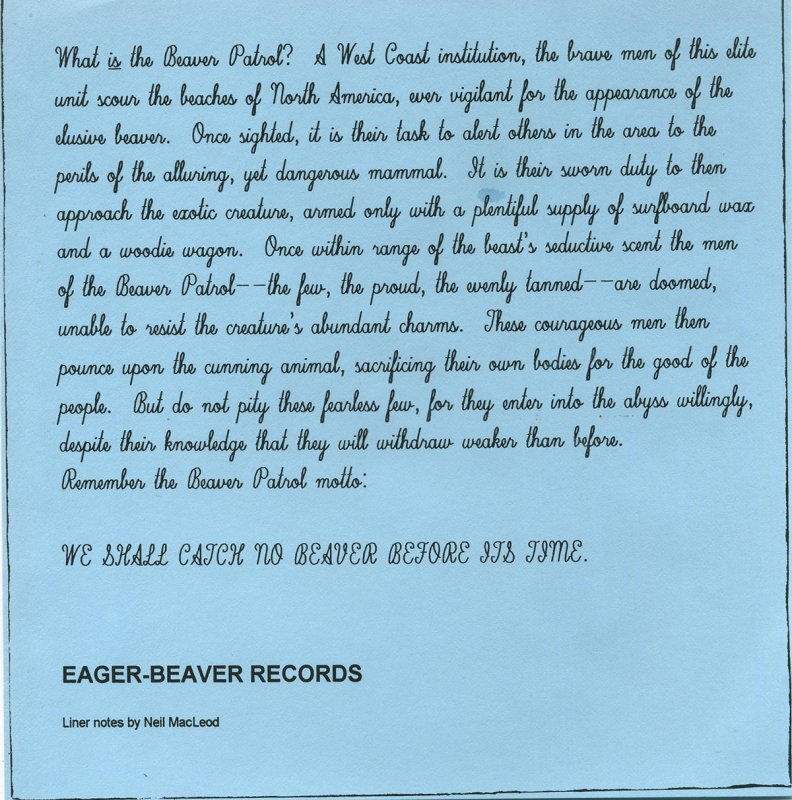 What is the Beaver Patrol? A West Coast institution, the brave men of this elite
unit scour the beaches of North America, ever vigilant for the appearance of the
elusive beaver. Once sighted, it is their task to alert others in the area to the
perils of the alluring, yet dangerous mammal. It is their sworn duty to then
approach the exotic creature, armed only with a plentiful supply of surfboard wax
and a woodie wagon. Once within range of the beast's seductive scent the men
of the Beaver Patrol--the few, the proud, the evenly tanned--are doomed,
unable to resist the creature's abundant charms. These courageous men then
pounce upon the cunning animal, sacrificing their own bodies for the good of the
people. But do not pity these fearless few, for they enter into the abyss willingly,
despite their knowledge that they will withdraw weaker than before.
Remember the Beaver Patrol motto:
WE SHALL CATCH NO BEAVER BEFORE ITS TIME.
EAGER-BEAVER RECORDS
Liner notes by Neil MacLeod